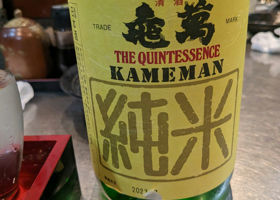 清酒
萬亀
TRADE MARK
THE QUINTESSENCE
KAMEMAN
純米